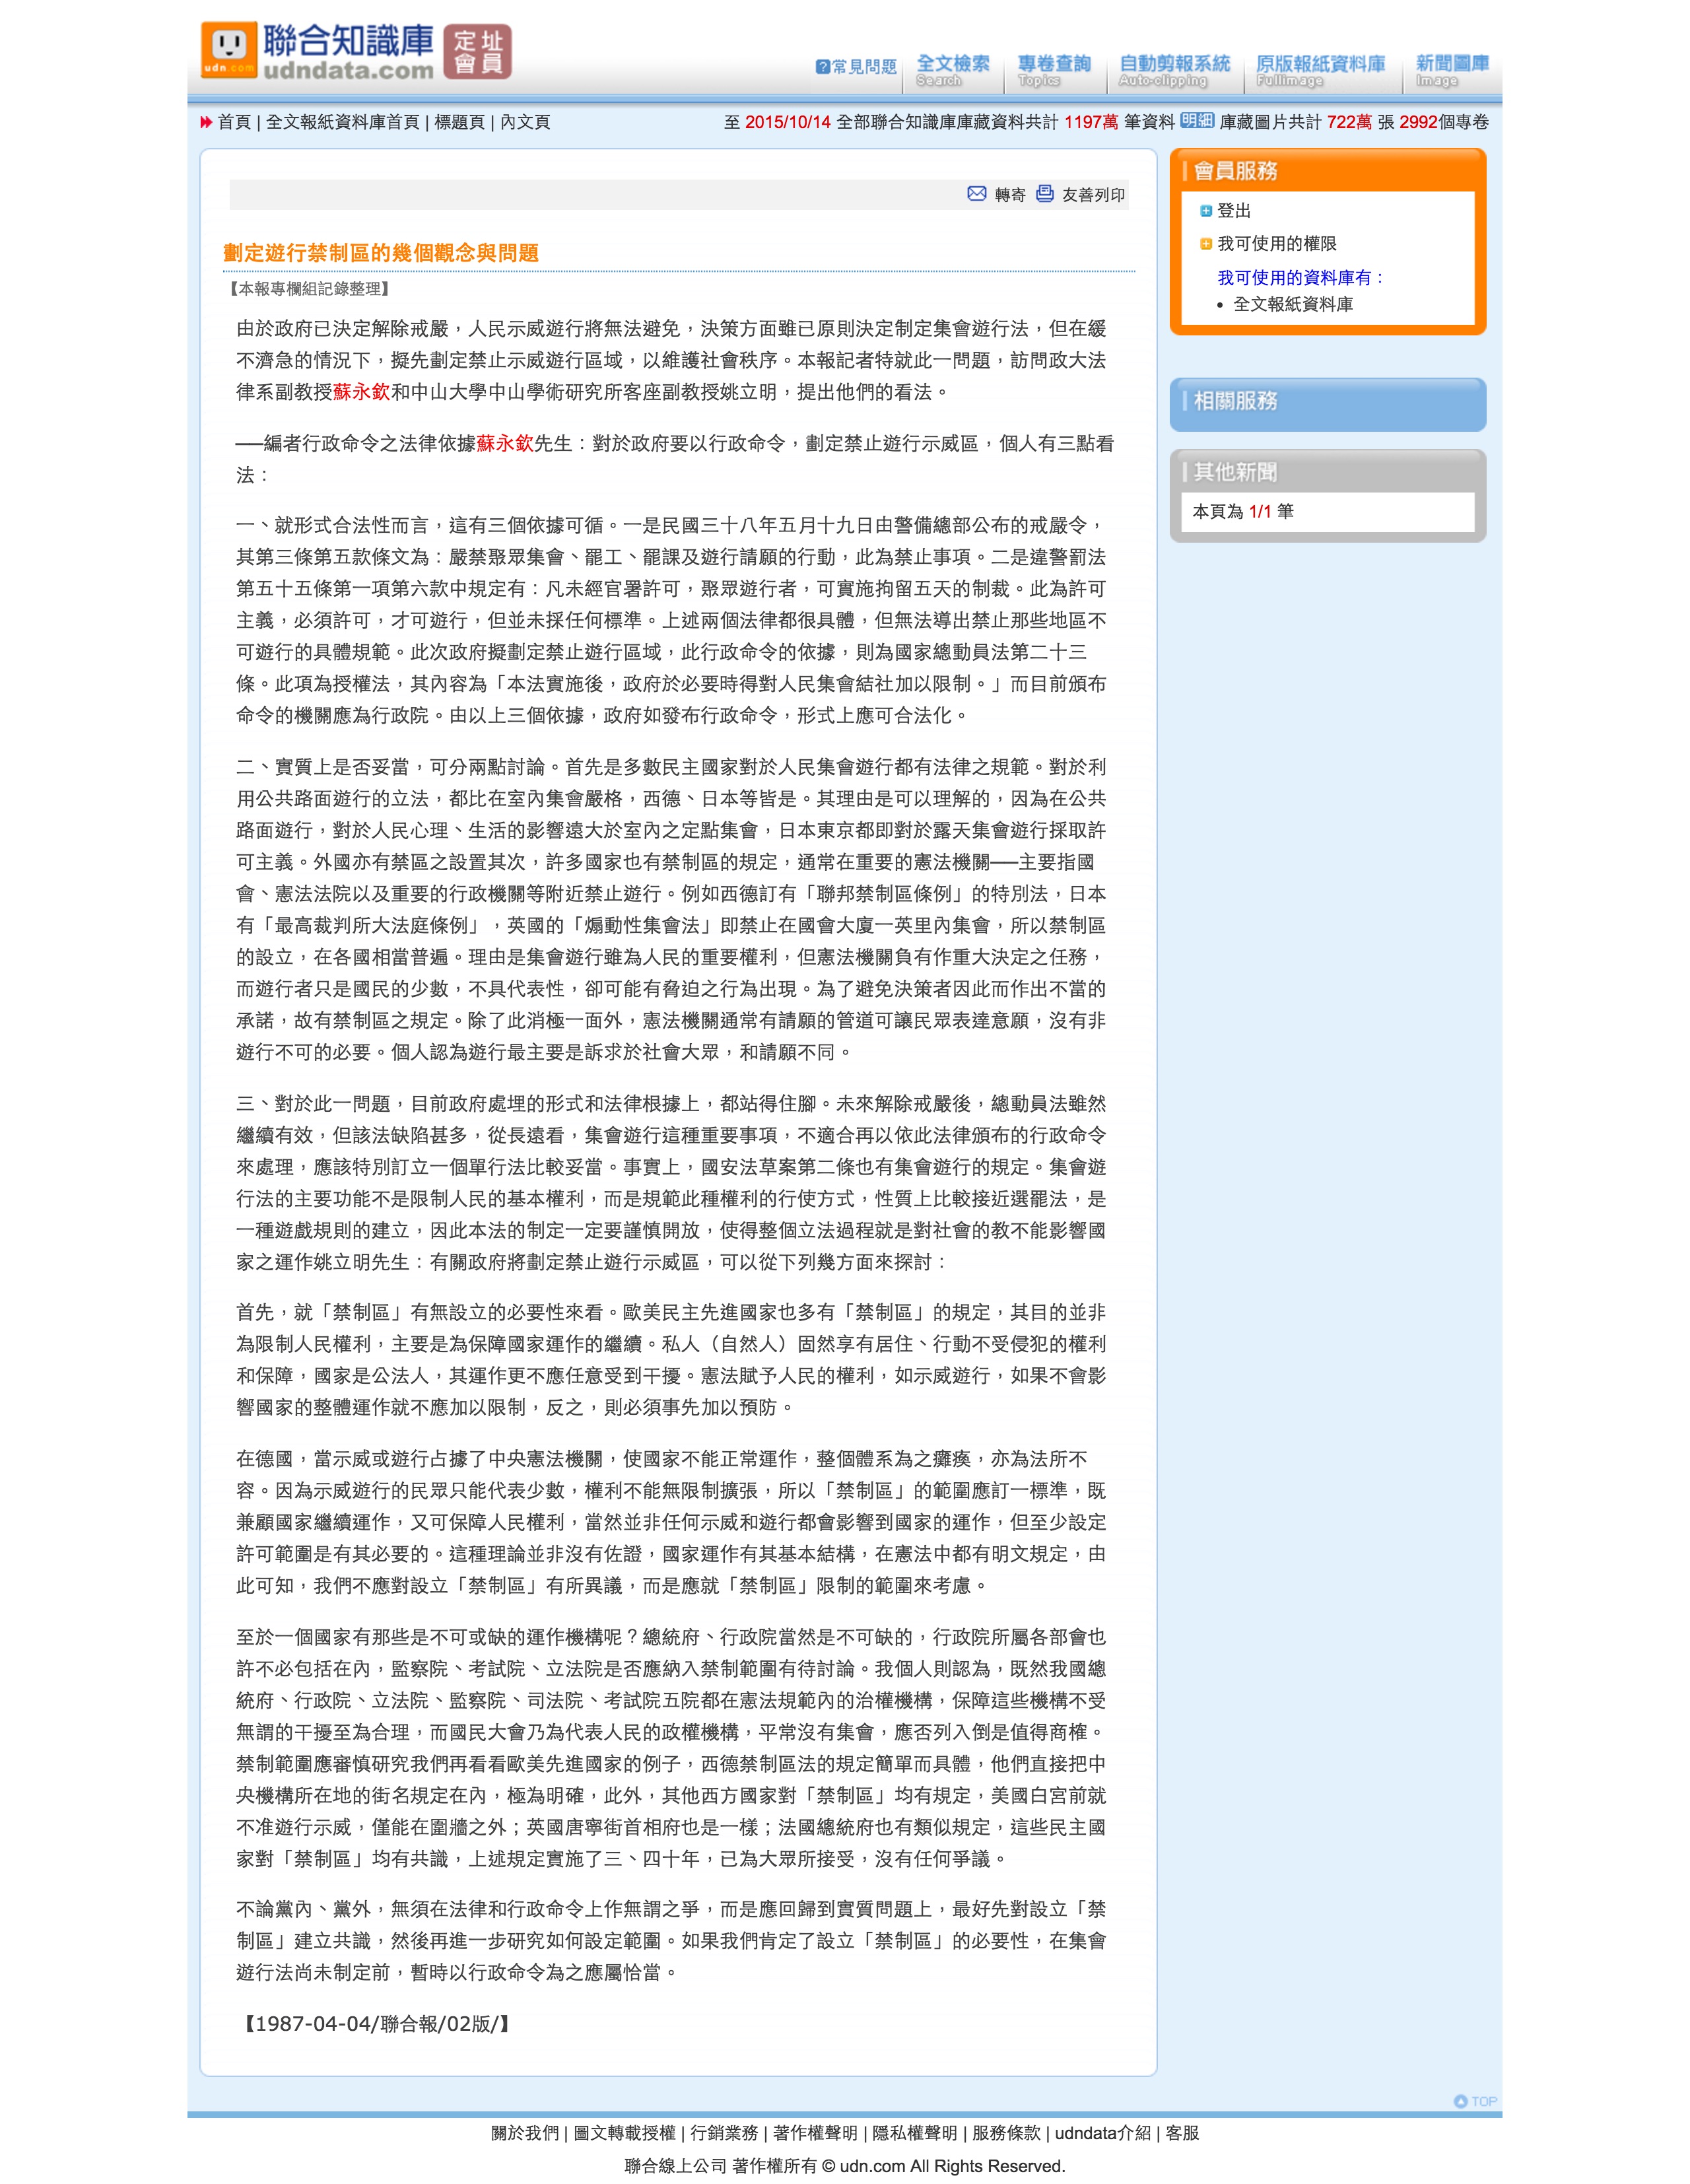 聯合知識庫
udn.com
udndata.com
定址會員
常見問題
全文檢索
Search
專卷查詢
Topics
自動剪報系統
Auto-clipping
原版報紙資料庫
Fullimage
新聞圖庫
Image
首頁 | 全文報紙資料庫首頁 | 標題頁 | 內文頁
至 2015/10/14 全部聯合知識庫庫藏資料共計 1197萬 筆資料 明細 庫藏圖片共計 722萬 張 2992個專卷
轉寄 友善列印
劃定遊行禁制區的幾個觀念與問題
【本報專欄組記錄整理】
由於政府已決定解除戒嚴，人民示威遊行將無法避免，決策方面雖已原則決定制定集會遊行法，但在緩
不濟急的情況下，擬先劃定禁止示威遊行區域，以維護社會秩序。本報記者特就此一問題，訪問政大法
律系副教授蘇永欽和中山大學中山學術研究所客座副教授姚立明，提出他們的看法。
──編者行政命令之法律依據蘇永欽先生：對於政府要以行政命令，劃定禁止遊行示威區，個人有三點看
法：
一、就形式合法性而言，這有三個依據可循。一是民國三十八年五月十九日由警備總部公布的戒嚴令，
其第三條第五款條文為：嚴禁聚眾集會、罷工、罷課及遊行請願的行動，此為禁止事項。二是違警罰法
第五十五條第一項第六款中規定有：凡未經官署許可，聚眾遊行者，可實施拘留五天的制裁。此為許可
主義，必須許可，才可遊行，但並未採任何標準。上述兩個法律都很具體，但無法導出禁止那些地區不
可遊行的具體規範。此次政府擬劃定禁止遊行區域，此行政命令的依據，則為國家總動員法第二十三
條。此項為授權法，其內容為「本法實施後，政府於必要時得對人民集會結社加以限制。」而目前頒布
命令的機關應為行政院。由以上三個依據，政府如發布行政命令，形式上應可合法化。
二、實質上是否妥當，可分兩點討論。首先是多數民主國家對於人民集會遊行都有法律之規範。對於利
用公共路面遊行的立法，都比在室內集會嚴格，西德、日本等皆是。其理由是可以理解的，因為在公共
路面遊行，對於人民心理、生活的影響遠大於室內之定點集會，日本東京都即對於露天集會遊行採取許
可主義。外國亦有禁區之設置其次，許多國家也有禁制區的規定，通常在重要的憲法機關──主要指國
會、憲法法院以及重要的行政機關等附近禁止遊行。例如西德訂有「聯邦禁制區條例」的特別法，日本
有「最高裁判所大法庭條例」，英國的「煽動性集會法」即禁止在國會大廈一英里內集會，所以禁制區
的設立，在各國相當普遍。理由是集會遊行雖為人民的重要權利，但憲法機關負有作重大決定之任務，
而遊行者只是國民的少數，不具代表性，卻可能有脅迫之行為出現。為了避免決策者因此而作出不當的
承諾，故有禁制區之規定。除了此消極一面外，憲法機關通常有請願的管道可讓民眾表達意願，沒有非
遊行不可的必要。個人認為遊行最主要是訴求於社會大眾，和請願不同。
三、對於此一問題，目前政府處埋的形式和法律根據上，都站得住腳。未來解除戒嚴後，總動員法雖然
繼續有效，但該法缺陷甚多，從長遠看，集會遊行這種重要事項，不適合再以依此法律頒布的行政命令
來處理，應該特別訂立一個單行法比較妥當。事實上，國安法草案第二條也有集會遊行的規定。集會遊
行法的主要功能不是限制人民的基本權利，而是規範此種權利的行使方式，性質上比較接近選罷法，是
一種遊戲規則的建立，因此本法的制定一定要謹慎開放，使得整個立法過程就是對社會的教不能影響國
家之運作姚立明先生：有關政府將劃定禁止遊行示威區，可以從下列幾方面來探討：
首先，就「禁制區」有無設立的必要性來看。歐美民主先進國家也多有「禁制區」的規定，其目的並非
為限制人民權利，主要是為保障國家運作的繼續。私人（自然人）固然享有居住、行動不受侵犯的權利
和保障，國家是公法人，其運作更不應任意受到干擾。憲法賦予人民的權利，如示威遊行，如果不會影
響國家的整體運作就不應加以限制，反之，則必須事先加以預防。
在德國，當示威或遊行占據了中央憲法機關，使國家不能正常運作，整個體系為之癱瘓，亦為法所不
容。因為示威遊行的民眾只能代表少數，權利不能無限制擴張，所以「禁制區」的範圍應訂一標準，既
兼顧國家繼續運作，又可保障人民權利，當然並非任何示威和遊行都會影響到國家的運作，但至少設定
許可範圍是有其必要的。這種理論並非沒有佐證，國家運作有其基本結構，在憲法中都有明文規定，由
此可知，我們不應對設立「禁制區」有所異議，而是應就「禁制區」限制的範圍來考慮。
至於一個國家有那些是不可或缺的運作機構呢？總統府、行政院當然是不可缺的，行政院所屬各部會也
許不必包括在內，監察院、考試院、立法院是否應納入禁制範圍有待討論。我個人則認為，既然我國總
統府、行政院、立法院、監察院、司法院、考試院五院都在憲法規範內的治權機構，保障這些機構不受
無謂的干擾至為合理，而國民大會乃為代表人民的政權機構，平常沒有集會，應否列入倒是值得商榷。
禁制範圍應審慎研究我們再看看歐美先進國家的例子，西德禁制區法的規定簡單而具體，他們直接把中
央機構所在地的街名規定在內，極為明確，此外，其他西方國家對「禁制區」均有規定，美國白宮前就
不准遊行示威，僅能在圍牆之外；英國唐寧街首相府也是一樣；法國總統府也有類似規定，這些民主國
家對「禁制區」均有共識，上述規定實施了三、四十年，已為大眾所接受，沒有任何爭議。
不論黨內、黨外，無須在法律和行政命令上作無謂之爭，而是應回歸到實質問題上，最好先對設立「禁
制區」建立共識，然後再進一步研究如何設定範圍。如果我們肯定了設立「禁制區」的必要性，在集會
遊行法尚未制定前，暫時以行政命令為之應屬恰當。
【1987-04-04/聯合報/02版/】
會員服務
登出
我可使用的權限
我可使用的資料庫有：
• 全文報紙資料庫
相關服務
其他新聞
本頁為 1/1 筆
TOP
關於我們 | 圖文轉載授權 | 行銷業務 | 著作權聲明 | 隱私權聲明 | 服務條款 | udndata介紹 | 客服
聯合線上公司 著作權所有 © udn.com All Rights Reserved.